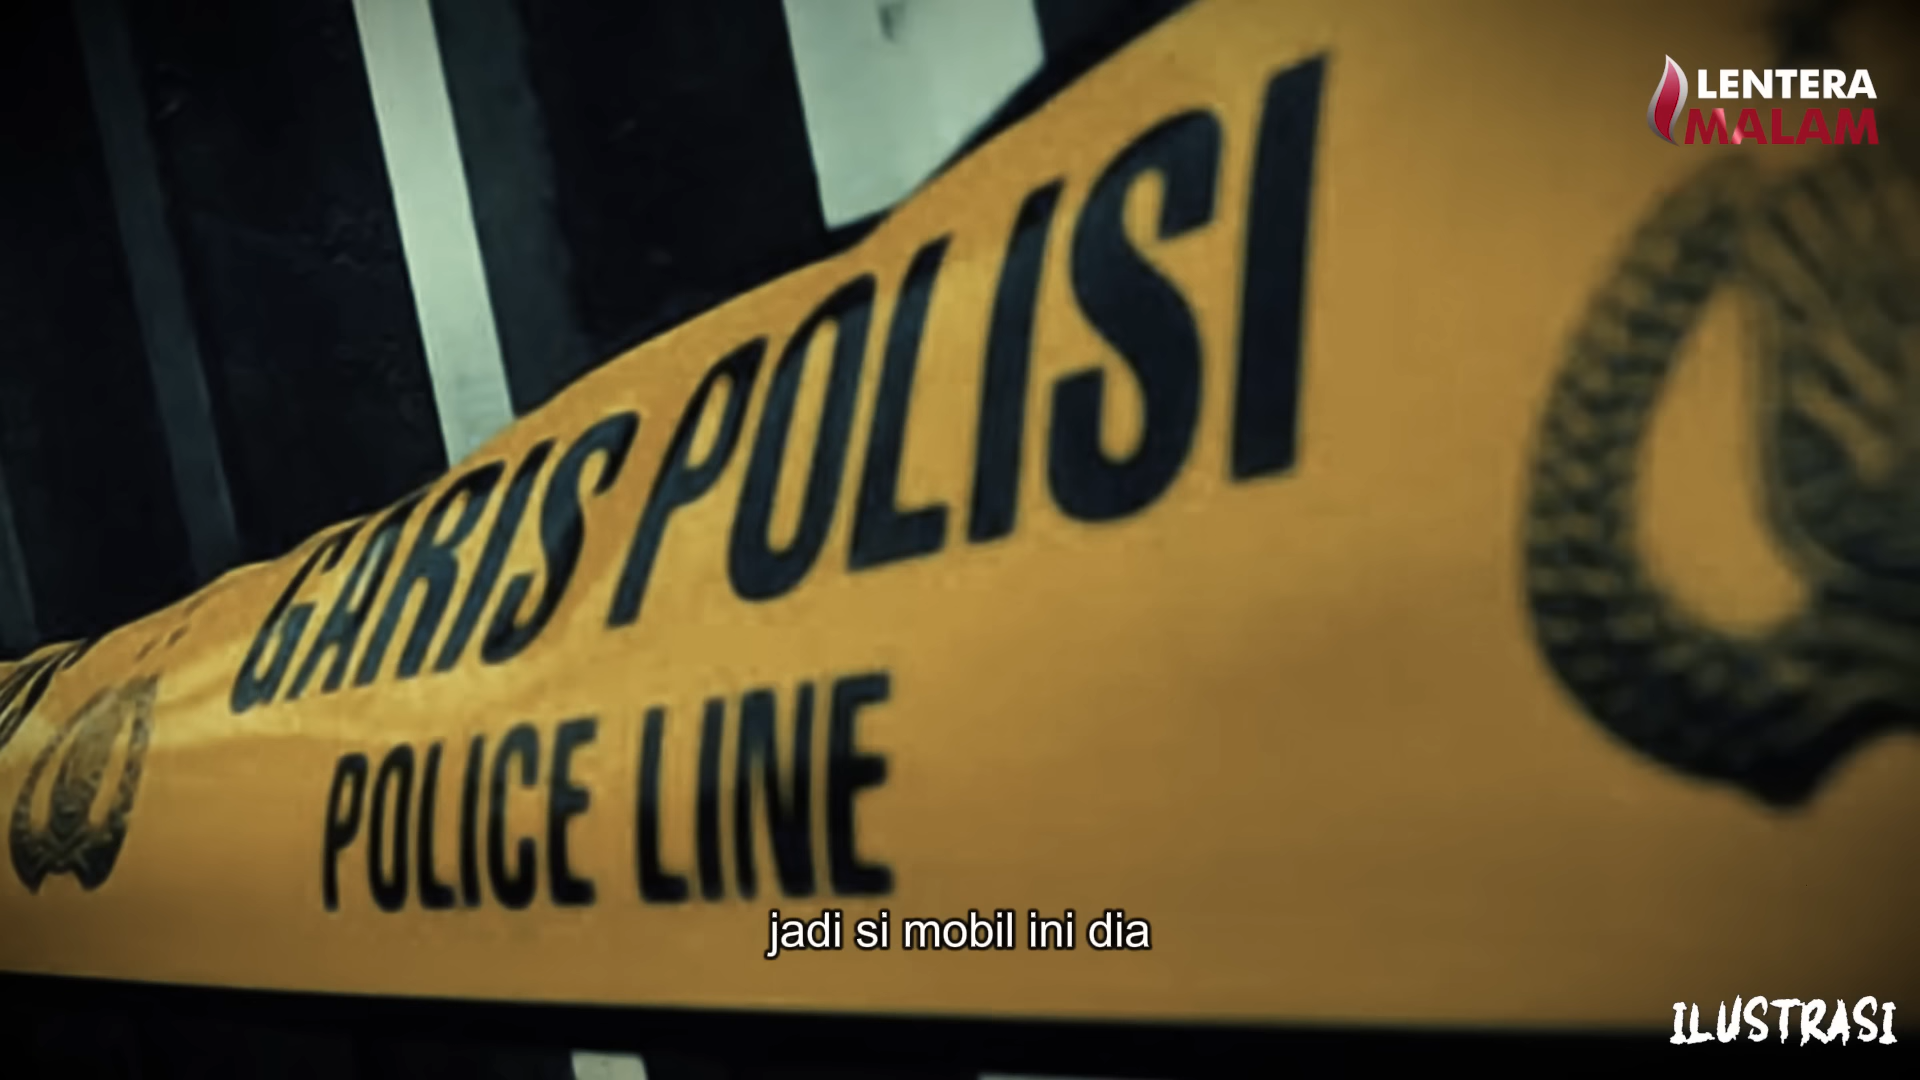 LENTERA
MALAM
GARIS POLISI
POLICE LINE
jadi si mobil ini dia
ILUSTRASI